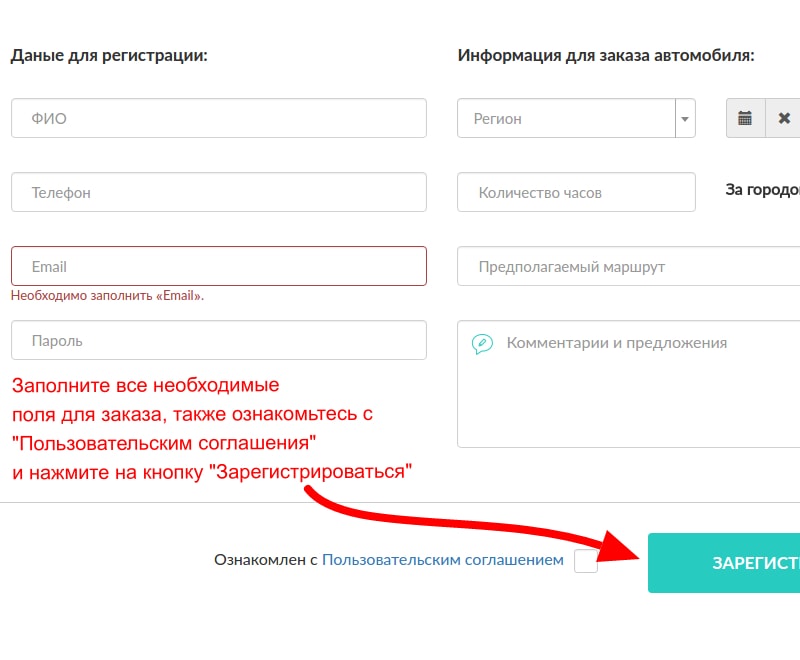 Даные для регистрации:
Информация для заказа автомобиля:
ФИО
Регион
Телефон
Количество часов
За
Email
Предполагаемый маршрут
Необходимо заполнить «Email».
Пароль
Комментарии и предложения
Заполните все необходимые
поля для заказа, также ознакомьтесь с
"Пользовательским соглашения"
и нажмите на кнопку "Зарегистрироваться"
Ознакомлен с Пользовательским соглашением